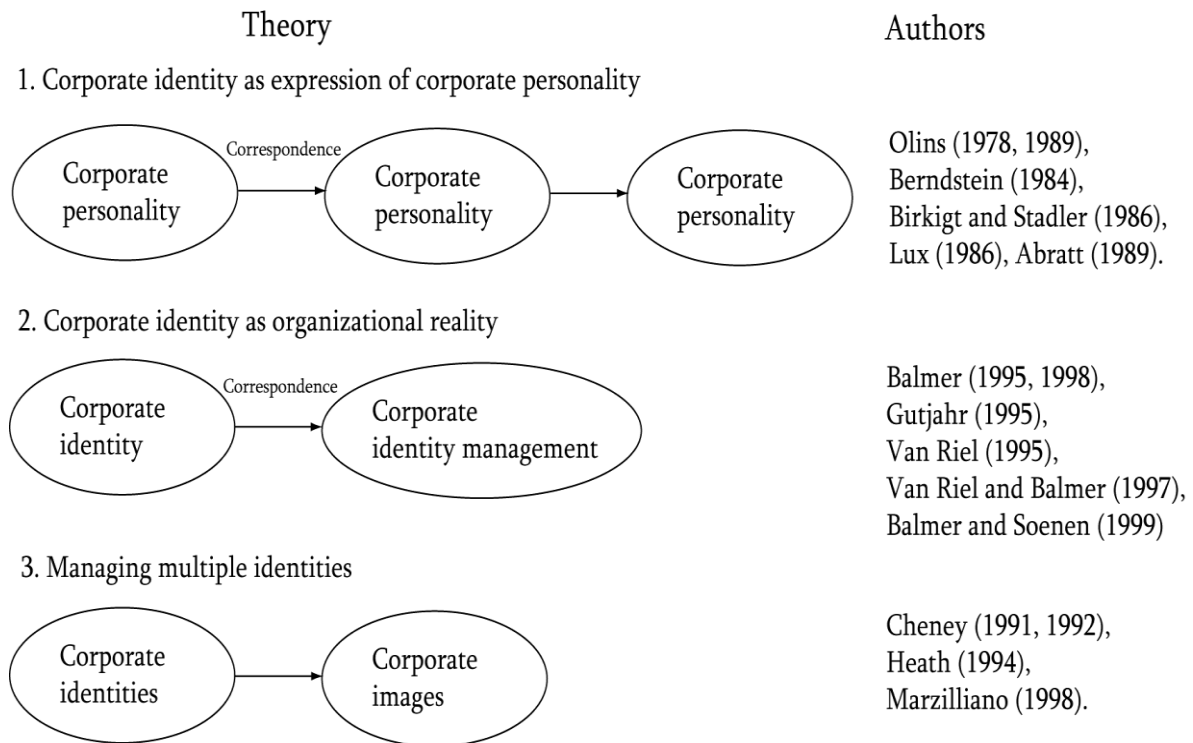 Theory
Authors
1. Corporate identity as expression of corporate personality
Corporate
personality
Correspondence
Corporate
personality
Corporate
personality
Olins (1978, 1989),
Berndstein (1984),
Birkigt and Stadler (1986),
Lux (1986), Abratt (1989).
2. Corporate identity as organizational reality
Corporate
identity
Correspondence
Corporate
identity management
Balmer (1995, 1998),
Gutjahr (1995),
Van Riel (1995),
Van Riel and Balmer (1997),
Balmer and Soenen (1999)
3. Managing multiple identities
Corporate
identities
Corporate
images
Cheney (1991, 1992),
Heath (1994),
Marzilliano (1998).